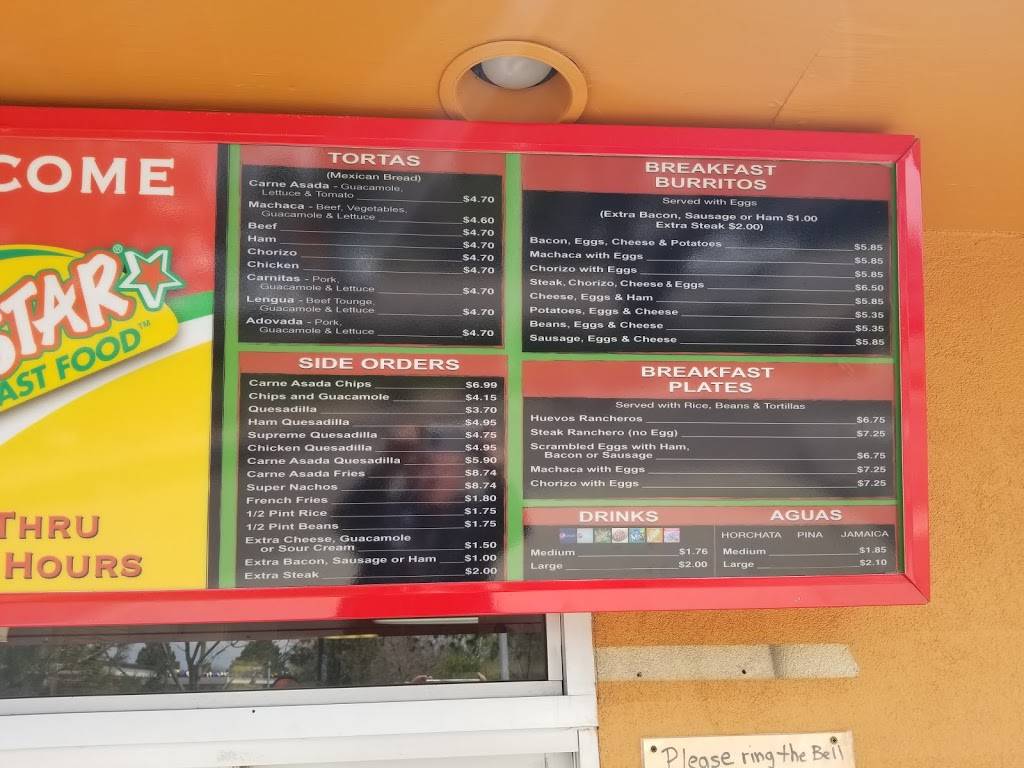 COME
STAR®
AST FOOD™
THRU
HOURS
TORTAS
(Mexican Bread)
Carne Asada - Guacamole,
Lettuce & Tomato $4.70
Machaca - Beef, Vegetables,
Guacamole & Lettuce $4.60
Beef $4.70
Ham $4.70
Chorizo $4.70
Chicken $4.70
Carnitas - Pork,
Guacamole & Lettuce $4.70
Lengua - Beef Tounge,
Guacamole & Lettuce $4.70
Adovada - Pork,
Guacamole & Lettuce $4.70
SIDE ORDERS
Carne Asada Chips $6.99
Chips and Guacamole $4.15
Quesadilla $3.70
Ham Quesadilla $4.95
Supreme Quesadilla $4.75
Chicken Quesadilla $4.95
Carne Asada Quesadilla $5.90
Carne Asada Fries $8.74
Super Nachos $8.74
French Fries $1.80
1/2 Pint Rice $1.75
1/2 Pint Beans $1.75
Extra Cheese, Guacamole
or Sour Cream $1.50
Extra Bacon, Sausage or Ham $1.00
Extra Steak $2.00
BREAKFAST
BURRITOS
Served with Eggs
(Extra Bacon, Sausage or Ham $1.00
Extra Steak $2.00)
Bacon, Eggs, Cheese & Potatoes $5.85
Machaca with Eggs $5.85
Chorizo with Eggs $5.85
Steak, Chorizo, Cheese & Eggs $6.50
Cheese, Eggs & Ham $5.85
Potatoes, Eggs & Cheese $5.35
Beans, Eggs & Cheese $5.35
Sausage, Eggs & Cheese $5.85
BREAKFAST
PLATES
Served with Rice, Beans & Tortillas
Huevos Rancheros $6.75
Steak Ranchero (no Egg) $7.25
Scrambled Eggs with Ham,
Bacon or Sausage $6.75
Machaca with Eggs $7.25
Chorizo with Eggs $7.25
DRINKS
Medium $1.76
Large $2.00
AGUAS
HORCHATA PINA JAMAICA
Medium $1.85
Large $2.10
Please ring the Bell